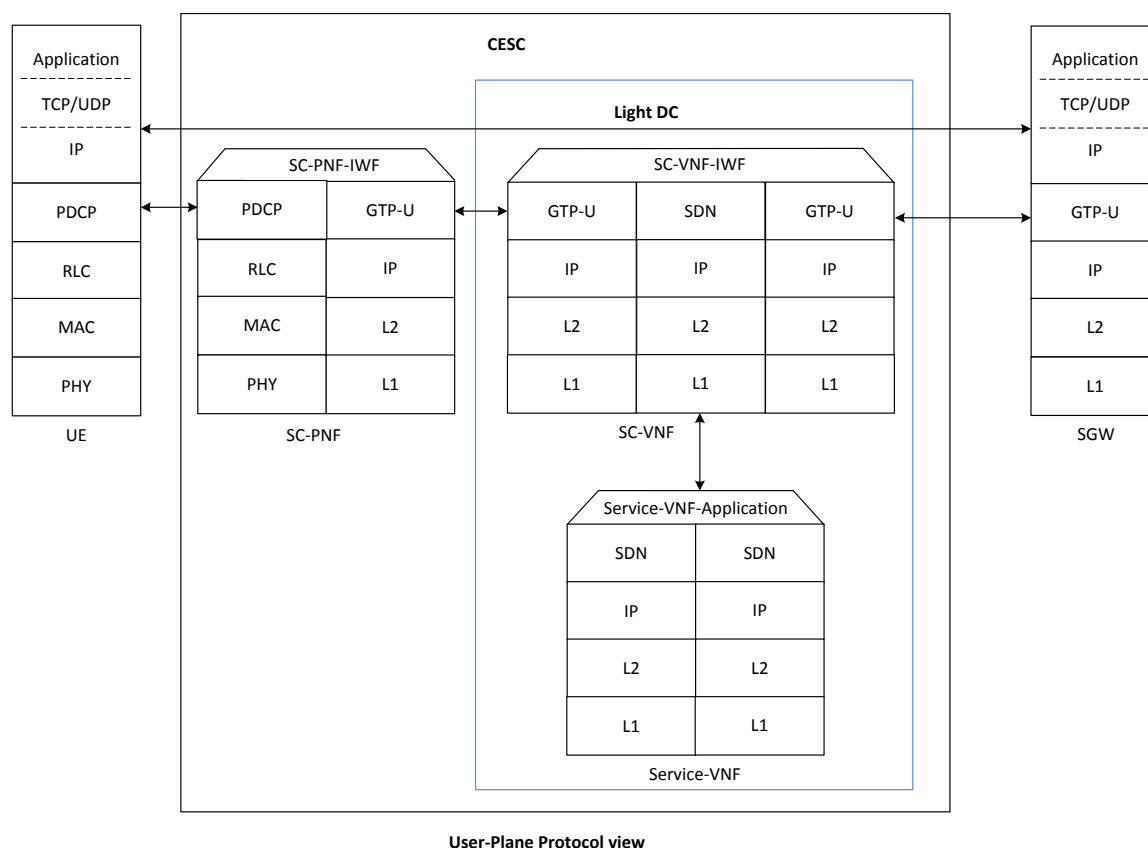 CESC
Light DC
Application
TCP/UDP
IP
PDCP
RLC
MAC
PHY
UE
SC-PNF-IWF
PDCP GTP-U
RLC IP
MAC L2
PHY L1
SC-PNF
SC-VNF-IWF
GTP-U SDN GTP-U
IP IP IP
L2 L2 L2
L1 L1 L1
SC-VNF
Service-VNF-Application
SDN SDN
IP IP
L2 L2
L1 L1
Service-VNF
Application
TCP/UDP
IP
GTP-U
IP
L2
L1
SGW
User-Plane Protocol view